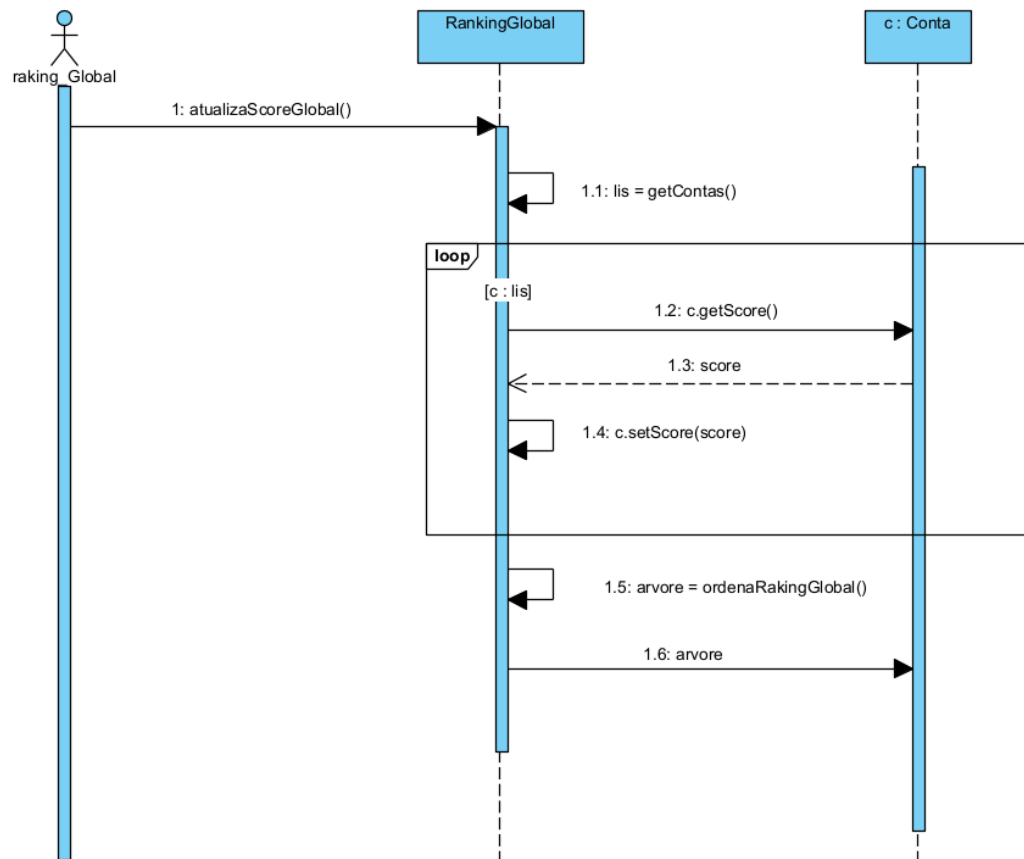 raking_Global
RankingGlobal
c : Conta
1: atualizaScoreGlobal()
1.1: lis = getContas()
loop
[c : lis]
1.2: c.getScore()
1.3: score
1.4: c.setScore(score)
1.5: arvore = ordenaRakingGlobal()
1.6: arvore